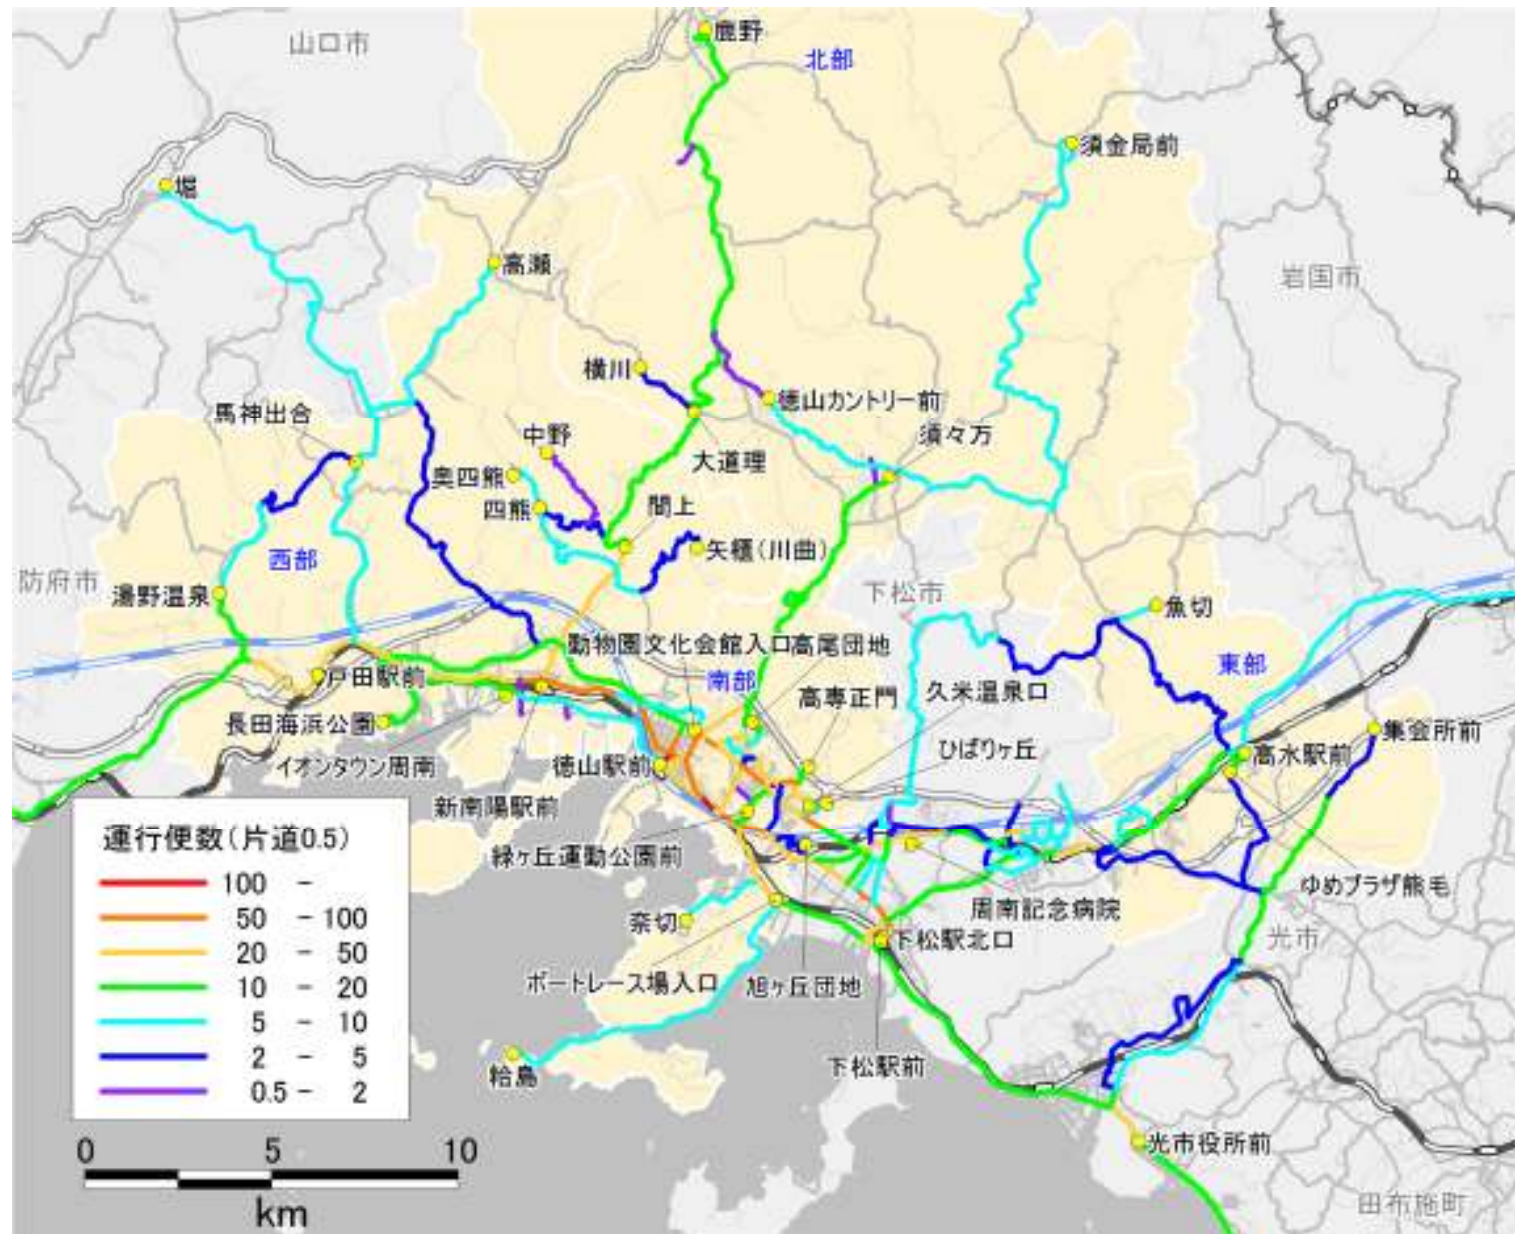 鹿野
山口市
北部
須金局前
堀
高瀬
岩国市
横川
徳山カントリー前
馬神出合
中野
須々万
大道理
奥四熊
四熊
間上
矢櫃(川曲)
西部
防府市
湯野温泉
下松市
魚切
動物園文化会館入口
高尾団地
東部
戸田駅前
南部
高専正門
久米温泉口
長田海浜公園
集会所前
ひばりヶ丘
高水駅前
イオンタウン周南
徳山駅前
新南陽駅前
運行便数(片道0.5)
緑ヶ丘運動公園前
100 -
ゆめプラザ熊毛
50 - 100
周南記念病院
奈切
20 - 50
下松駅北口
光市
ボートレース場入口
旭ヶ丘団地
10 - 20
5 - 10
2 - 5
粭島
下松駅前
0.5 - 2
0 5 10
光市役所前
km
田布施町